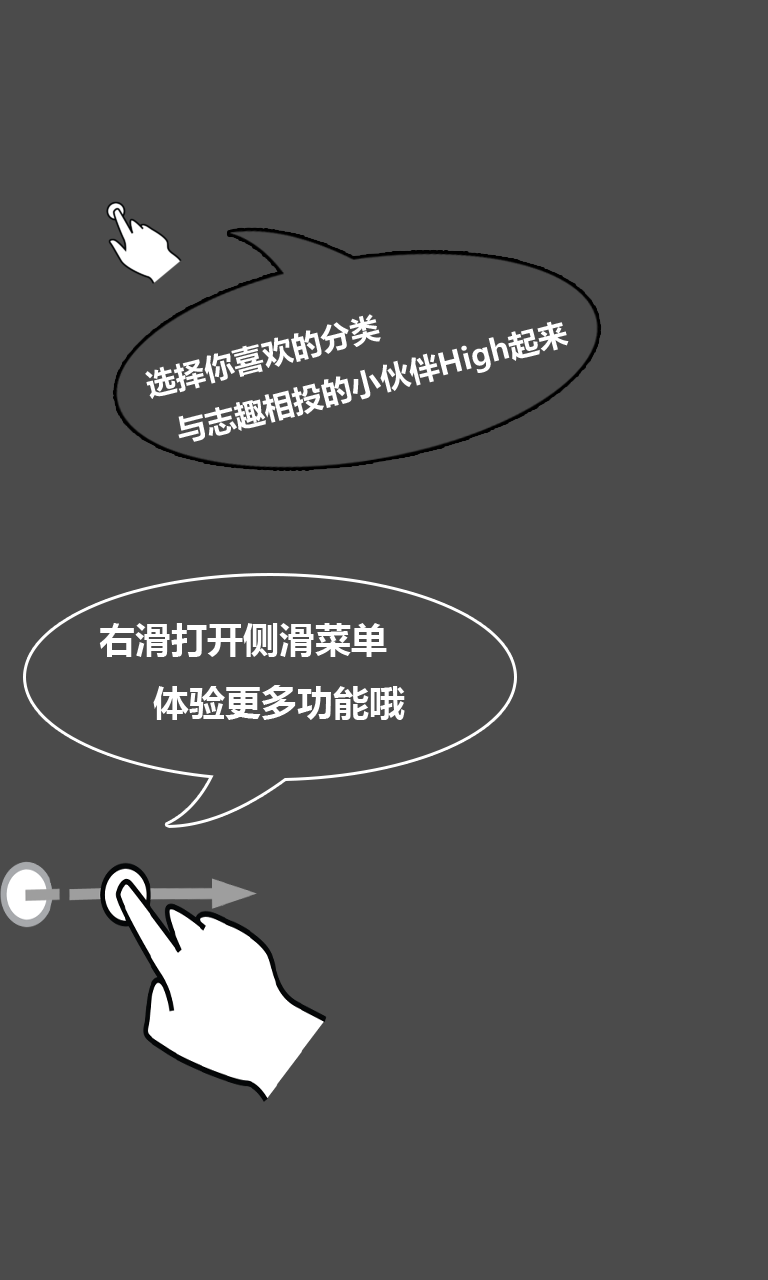 选择你喜欢的分类
与志趣相投的小伙伴High起来
右滑打开侧滑菜单
体验更多功能哦